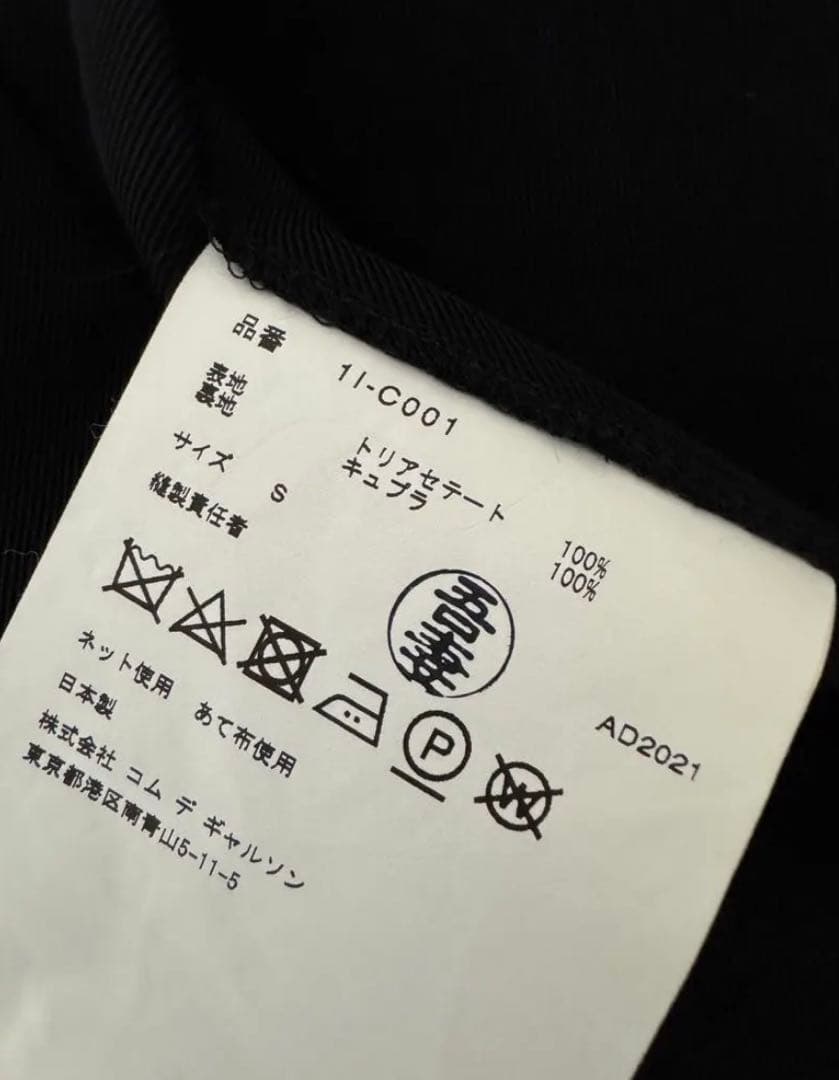 品番 1I-C001
表地 トリアセテート 100%
裏地 キュプラ 100%
サイズ S
縫製責任者 吾妻
P W
ネット使用 あて布使用 AD2021
日本製
株式会社 コム デ ギャルソン
東京都港区南青山5-11-5